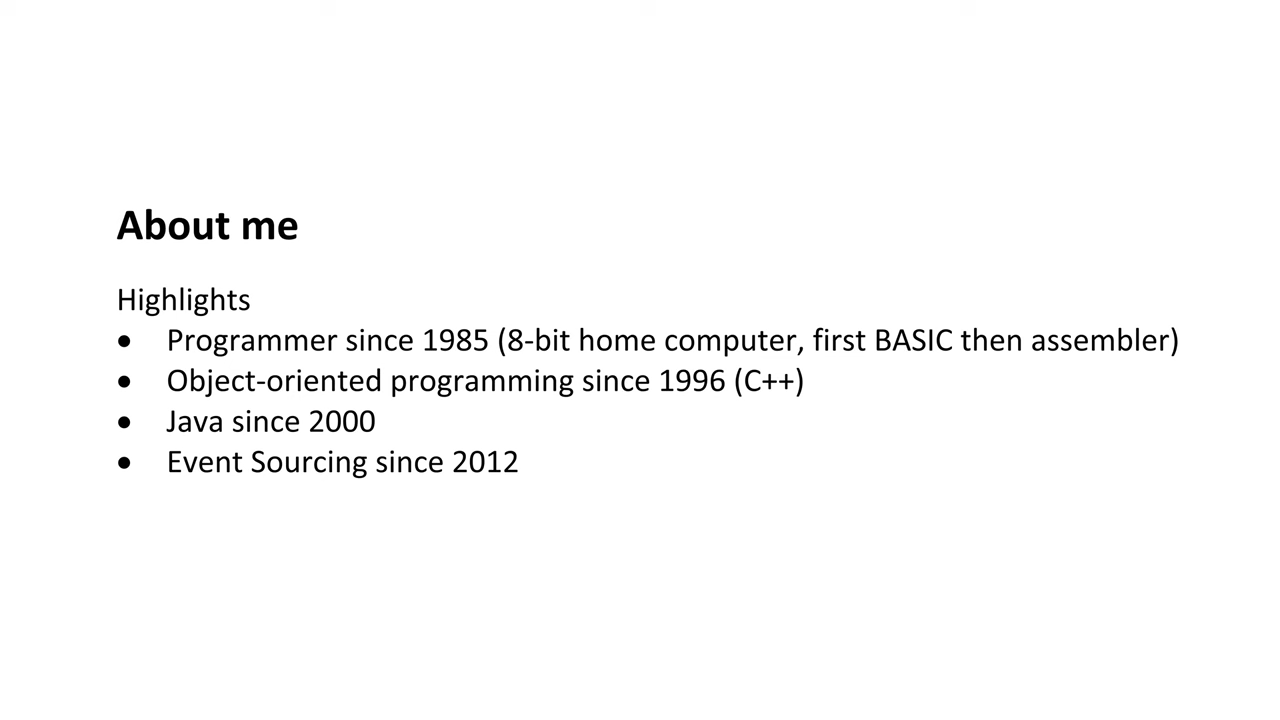 About me
Highlights
• Programmer since 1985 (8-bit home computer, first BASIC then assembler)
• Object-oriented programming since 1996 (C++)
• Java since 2000
• Event Sourcing since 2012